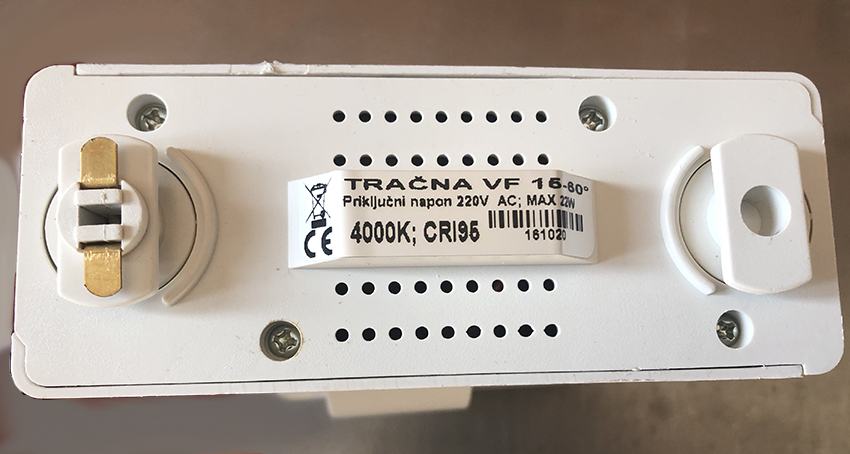 TRAČNA VF 15-60°
Priključni napon 220V AC; MAX 22W
CE 4000K; CRI95
161020